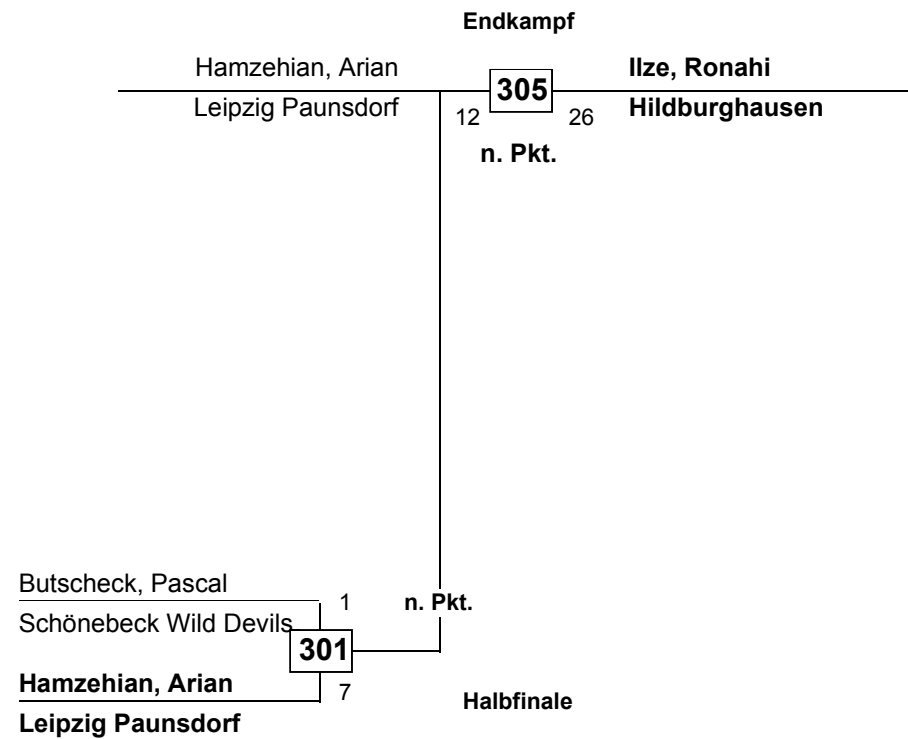 Endkampf
Hamzehian, Arian
Leipzig Paunsdorf
12
305
26
n. Pkt.
Ilze, Ronahi
Hildburghausen
Butscheck, Pascal
Schönebeck Wild Devils
1
301
n. Pkt.
Hamzehian, Arian
7
Leipzig Paunsdorf
Halbfinale